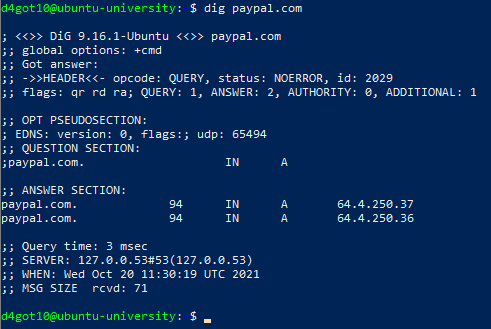 d4got10@ubuntu-university: $ dig paypal.com
; <<>> DiG 9.16.1-Ubuntu <<>> paypal.com
;; global options: +cmd
;; Got answer:
;; ->>HEADER<<- opcode: QUERY, status: NOERROR, id: 2029
;; flags: qr rd ra; QUERY: 1, ANSWER: 2, AUTHORITY: 0, ADDITIONAL: 1
;; OPT PSEUDOSECTION:
; EDNS: version: 0, flags:; udp: 65494
;; QUESTION SECTION:
;paypal.com. IN A
;; ANSWER SECTION:
paypal.com. 94 IN A 64.4.250.37
paypal.com. 94 IN A 64.4.250.36
;; Query time: 3 msec
;; SERVER: 127.0.0.53#53(127.0.0.53)
;; WHEN: Wed Oct 20 11:30:19 UTC 2021
;; MSG SIZE rcvd: 71
d4got10@ubuntu-university: $